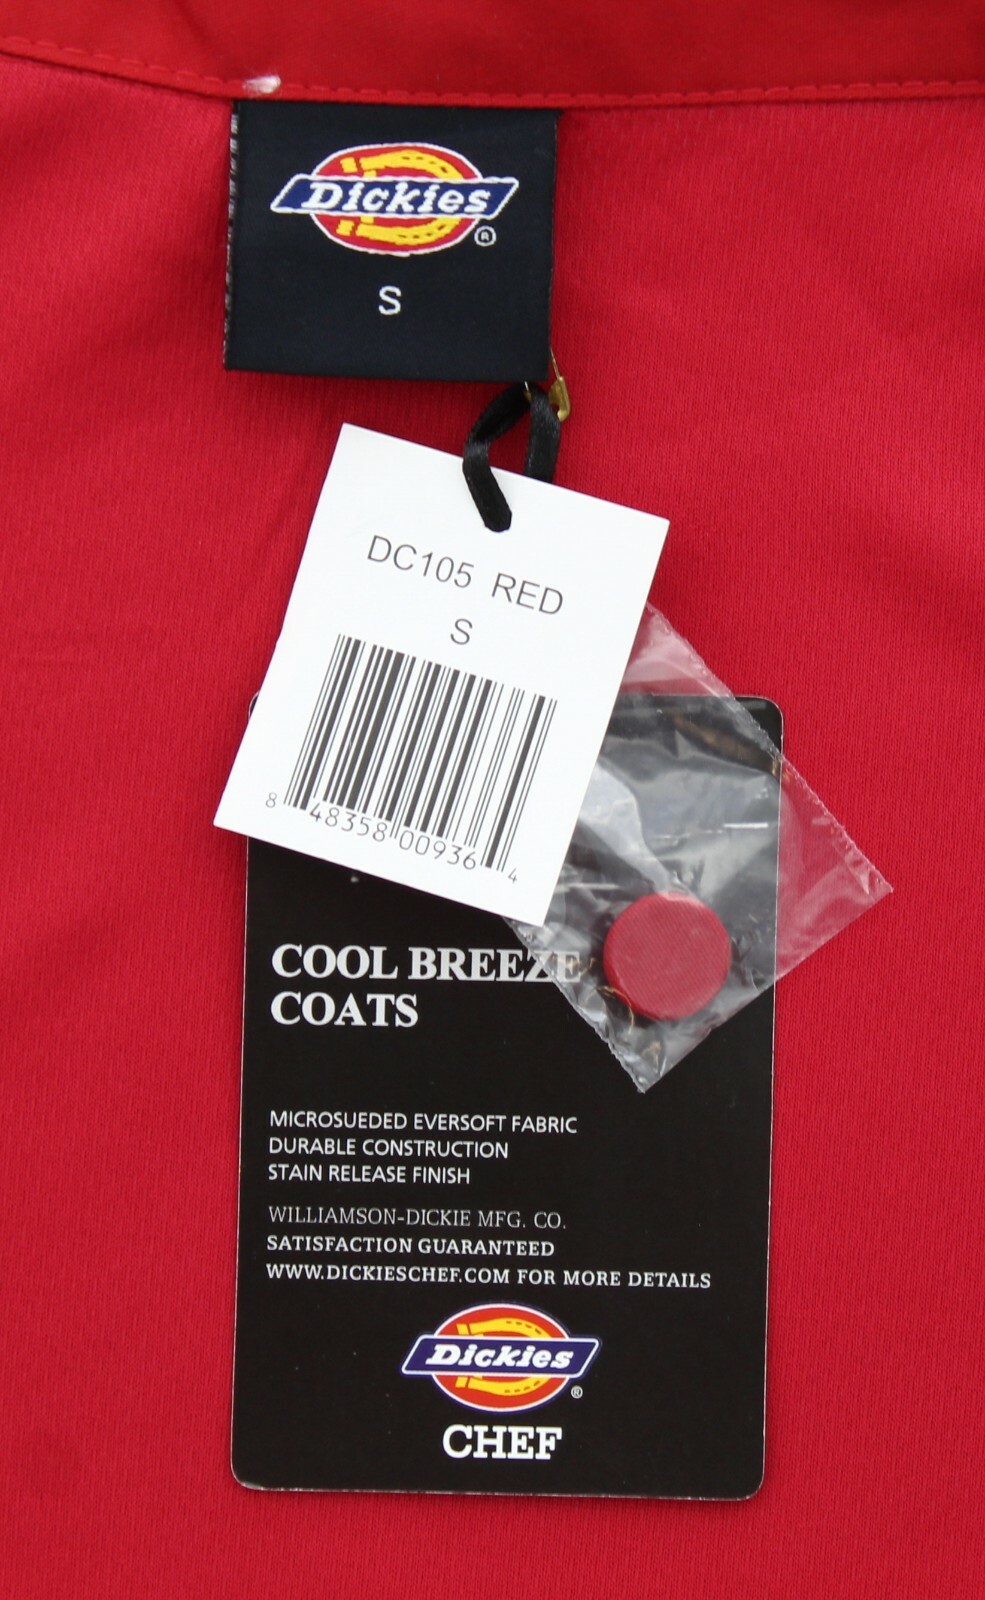 Dickies
®
S
DC105 RED
S
8 48358 00936 4
COOL BREEZE
COATS
MICROSUEDED EVERSOFT FABRIC
DURABLE CONSTRUCTION
STAIN RELEASE FINISH
WILLIAMSON-DICKIE MFG. CO.
SATISFACTION GUARANTEED
WWW.DICKIESCHEF.COM FOR MORE DETAILS
Dickies
®
CHEF